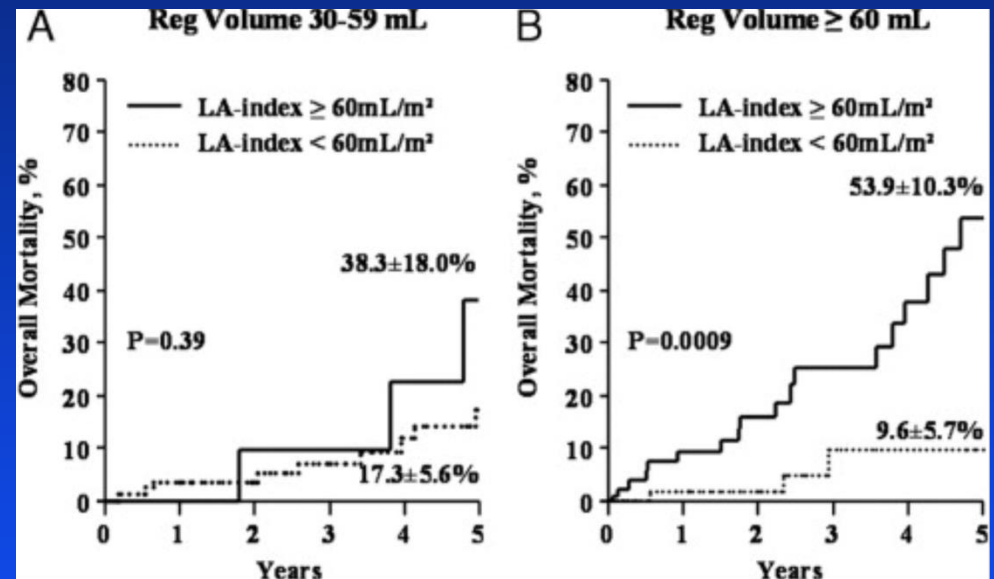 A
Reg Volume 30-59 mL
80
70
60
50
40
30
20
10
0
Overall Mortality, %
LA-index ≥ 60mL/m²
LA-index < 60mL/m²
38.3±18.0%
P=0.39
17.3±5.6%
0 1 2 3 4 5
Years
B
Reg Volume ≥ 60 mL
80
70
60
50
40
30
20
10
0
Overall Mortality, %
LA-index ≥ 60mL/m²
LA-index < 60mL/m²
53.9±10.3%
P=0.0009
9.6±5.7%
0 1 2 3 4 5
Years